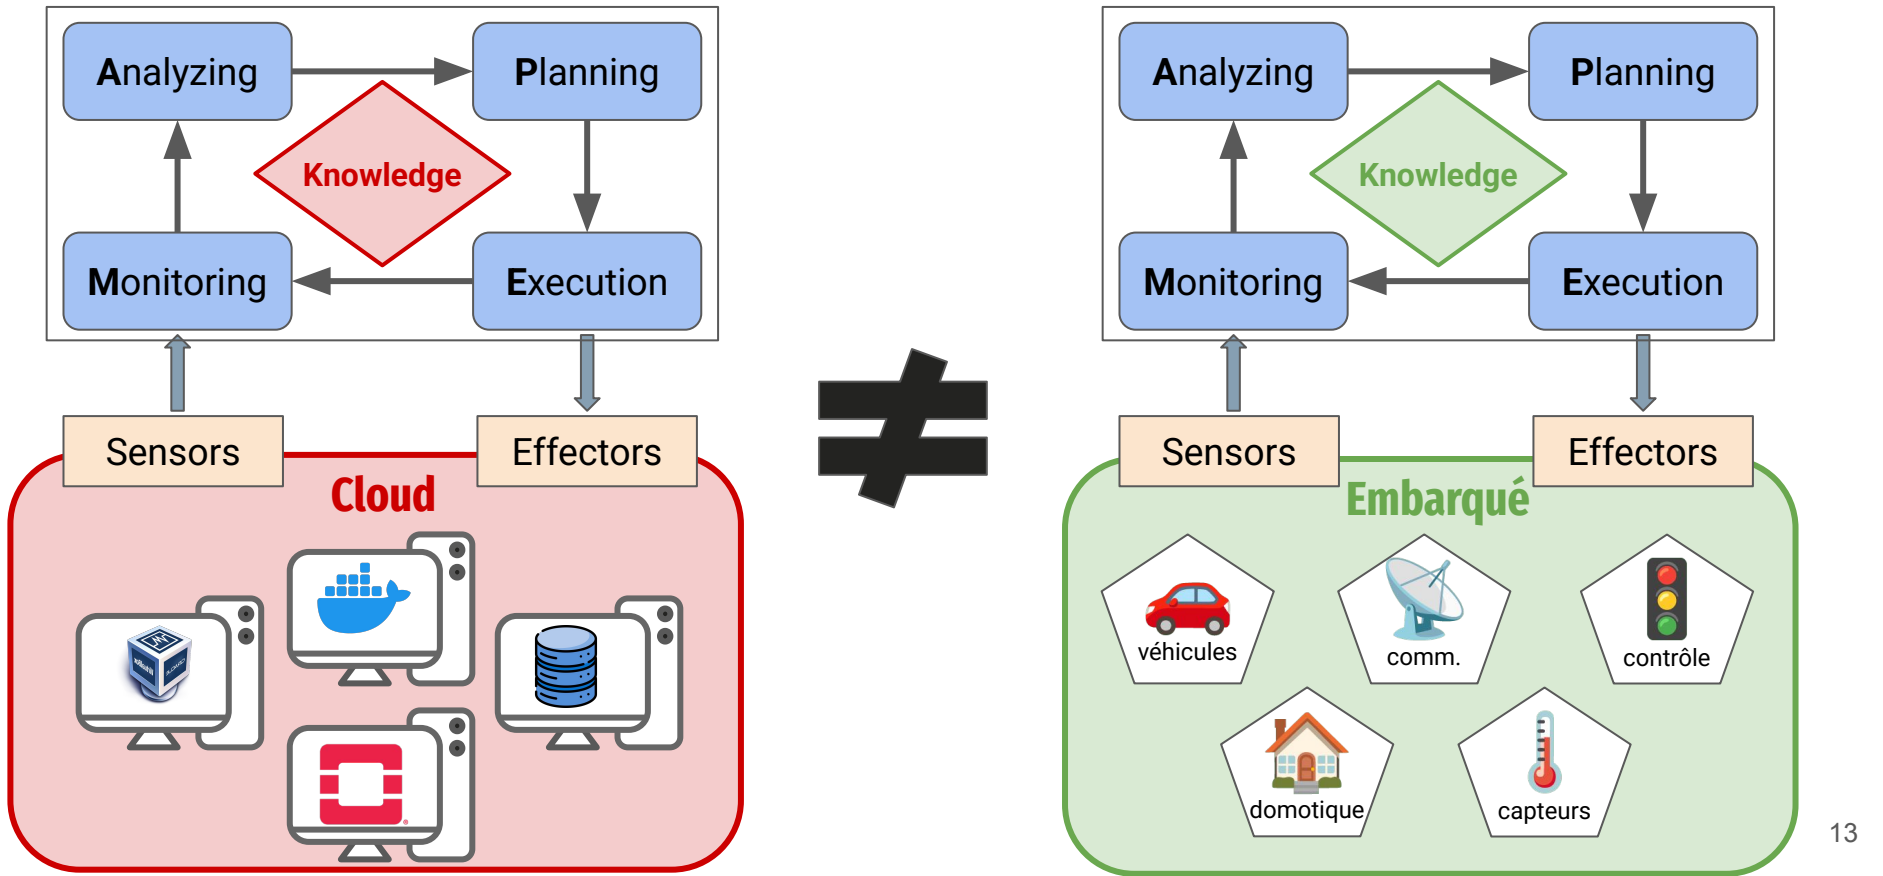 Analyzing
Planning
Knowledge
Monitoring
Execution
Sensors
Effectors
Cloud
≠
Analyzing
Planning
Knowledge
Monitoring
Execution
Sensors
Effectors
Embarqué
véhicules
comm.
contrôle
domotique
capteurs
13